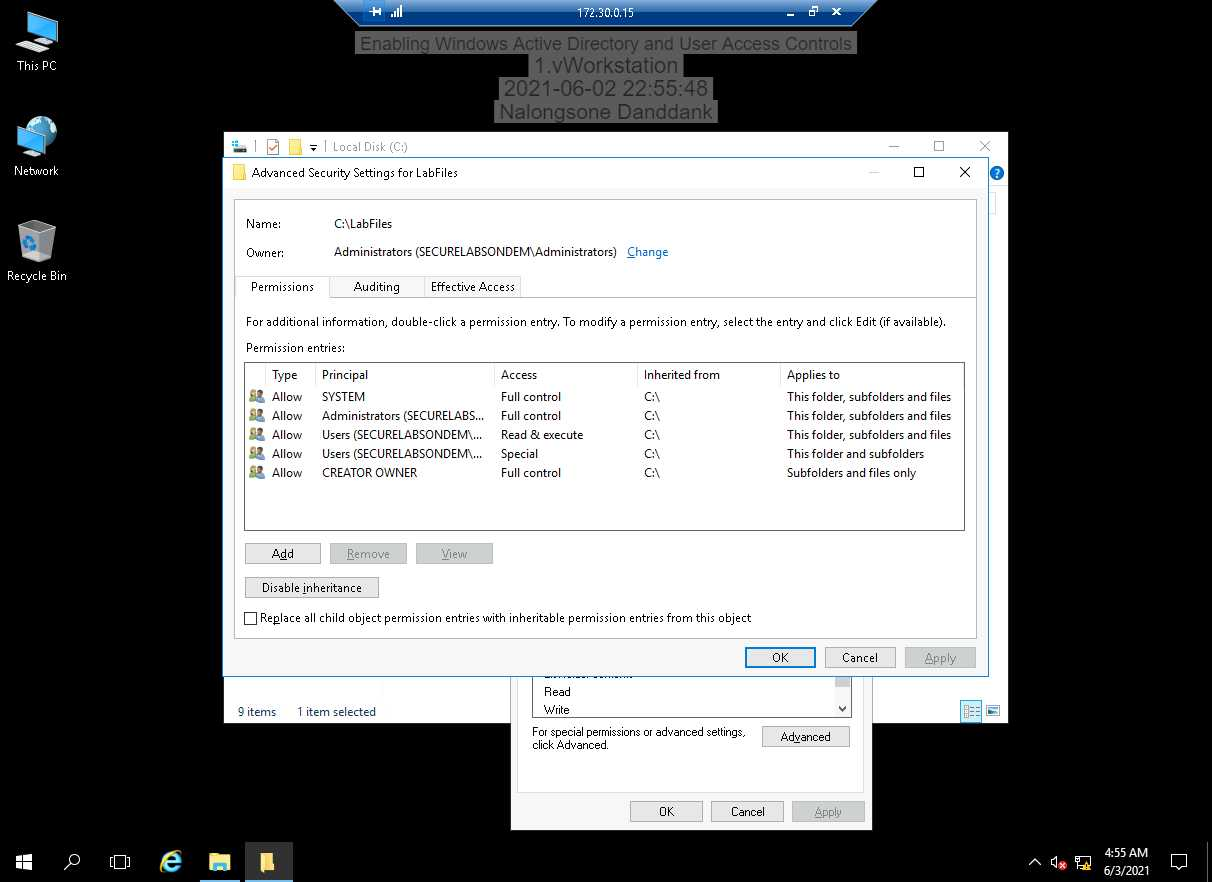 172.30.0.15
Enabling Windows Active Directory and User Access Controls
1.vWorkstation
2021-06-02 22:55:48
Nalongsone Danddank
This PC
Network
Recycle Bin
Local Disk (C:)
Advanced Security Settings for LabFiles
Name: C:\LabFiles
Owner: Administrators (SECURELABSONDEM\Administrators) Change
Permissions Auditing Effective Access
For additional information, double-click a permission entry. To modify a permission entry, select the entry and click Edit (if available).
Permission entries:
Type Principal Access Inherited from Applies to
Allow SYSTEM Full control C:\ This folder, subfolders and files
Allow Administrators (SECURELABS... Full control C:\ This folder, subfolders and files
Allow Users (SECURELABSONDEM\... Read & execute C:\ This folder, subfolders and files
Allow Users (SECURELABSONDEM\... Special C:\ This folder and subfolders
Allow CREATOR OWNER Full control C:\ Subfolders and files only
Add Remove View
Disable inheritance
Replace all child object permission entries with inheritable permission entries from this object
OK Cancel Apply
Read
Write
9 items 1 item selected
For special permissions or advanced settings,
click Advanced.
Advanced
OK Cancel Apply
4:55 AM
6/3/2021